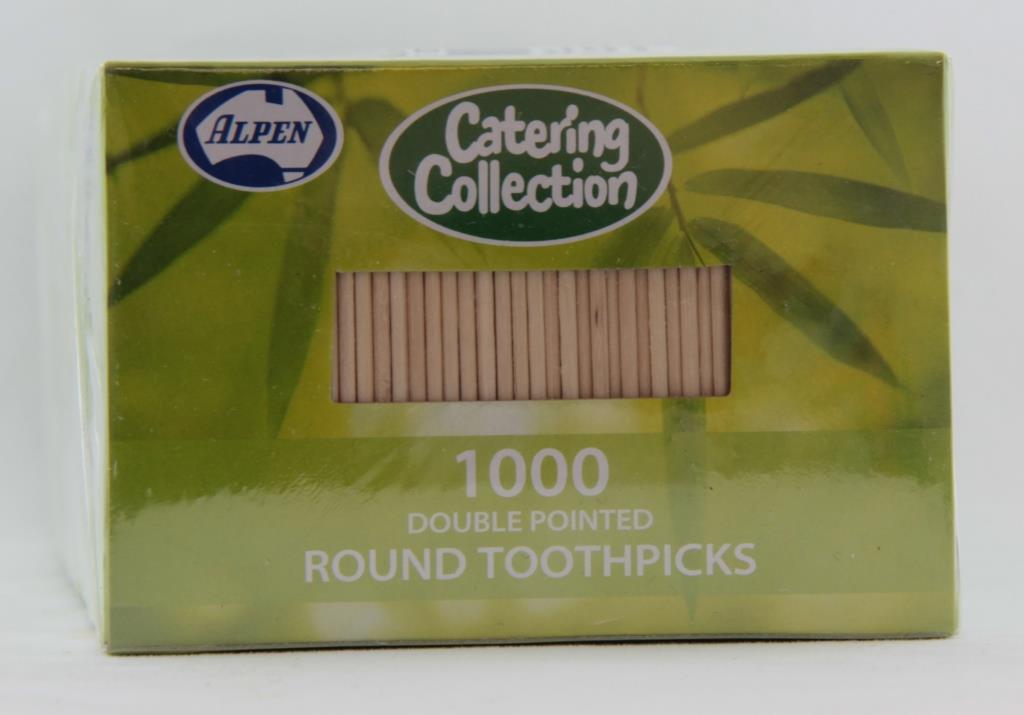 ALPEN
Catering
Collection
1000
DOUBLE POINTED
ROUND TOOTHPICKS